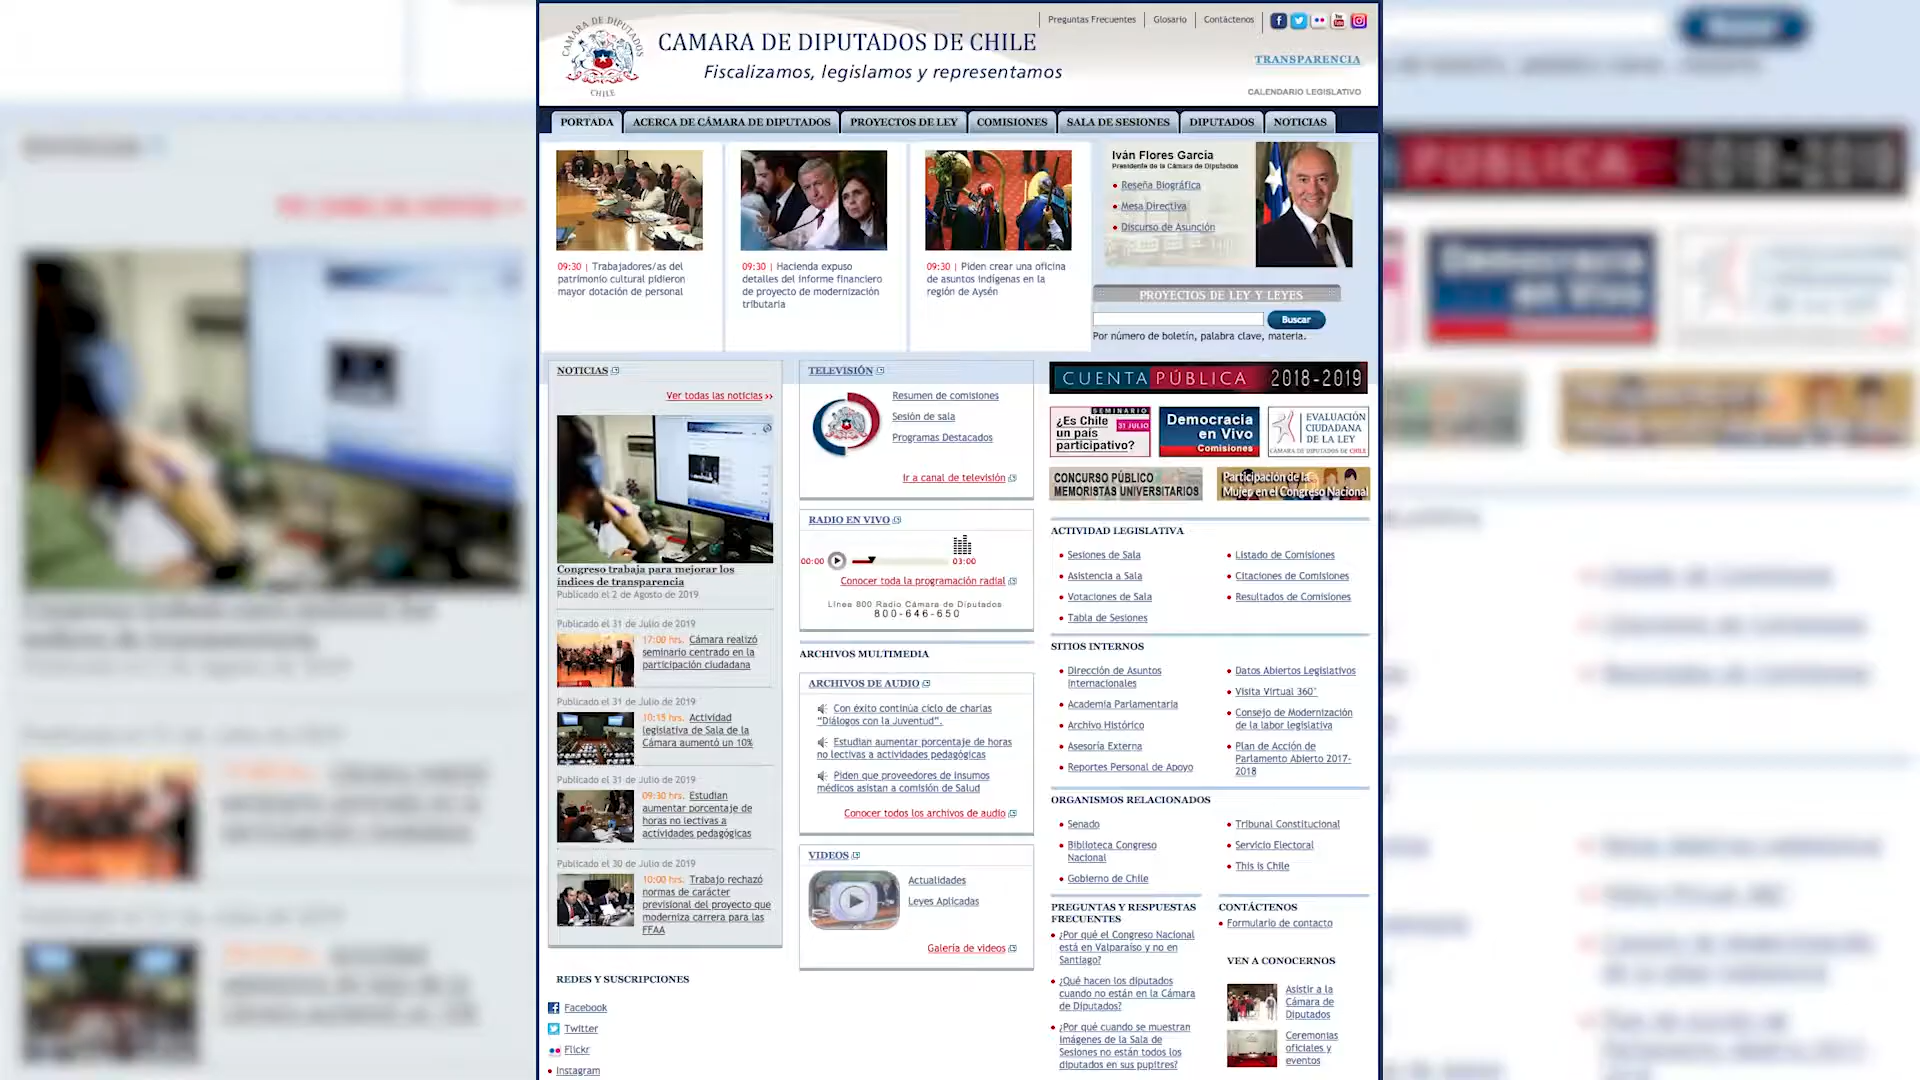 Preguntas Frecuentes
Glosario
Contáctenos
CAMARA DE DIPUTADOS DE CHILE
CAMARA DE DIPUTADOS
CHILE
Fiscalizamos, legislamos y representamos
TRANSPARENCIA
CALENDARIO LEGISLATIVO
PORTADA
ACERCA DE CÁMARA DE DIPUTADOS
PROYECTOS DE LEY
COMISIONES
SALA DE SESIONES
DIPUTADOS
NOTICIAS
09:30 | Trabajadores/as del
patrimonio cultural pidieron
mayor dotación de personal
09:30 | Hacienda expuso
detalles del informe financiero
de proyecto de modernización
tributaria
09:30 | Piden crear una oficina
de asuntos indígenas en la
región de Aysén
Iván Flores García
Presidente de la Cámara de Diputados
Reseña Biográfica
Mesa Directiva
Discurso de Asunción
PROYECTOS DE LEY Y LEYES
Buscar
Por número de boletín, palabra clave, materia.
NOTICIAS
Ver todas las noticias
Congreso trabaja para mejorar los
índices de transparencia
Publicado el 2 de Agosto de 2019
Publicado el 31 de Julio de 2019
17:00 hrs. Cámara realizó
seminario centrado en la
participación ciudadana
Publicado el 31 de Julio de 2019
10:15 hrs. Actividad
legislativa de Sala de la
Cámara aumentó un 10%
Publicado el 31 de Julio de 2019
09:30 hrs. Estudian
aumentar porcentaje de
horas no lectivas a
actividades pedagógicas
Publicado el 30 de Julio de 2019
10:00 hrs. Trabajo rechazó
normas de carácter
previsional del proyecto que
moderniza carrera para las
FFAA
REDES Y SUSCRIPCIONES
Facebook
Twitter
Flickr
Instagram
TELEVISIÓN
Resumen de comisiones
Sesión de sala
Programas Destacados
Ir a canal de televisión
RADIO EN VIVO
00:00
03:00
Conocer toda la programación radial
Línea 800 Radio Cámara de Diputados
800-646-650
ARCHIVOS MULTIMEDIA
ARCHIVOS DE AUDIO
Con éxito continúa ciclo de charlas
“Diálogos con la Juventud”.
Estudian aumentar porcentaje de horas
no lectivas a actividades pedagógicas
Piden que proveedores de insumos
médicos asistan a comisión de Salud
Conocer todos los archivos de audio
VIDEOS
Actualidades
Leyes Aplicadas
Galería de videos
CUENTA PÚBLICA 2018-2019
SEMINARIO
31 JULIO
¿Es Chile
un país
participativo?
Democracia
en Vivo
Comisiones
EVALUACIÓN
CIUDADANA
DE LA LEY
CÁMARA DE DIPUTADOS DE CHILE
CONCURSO PÚBLICO
MEMORISTAS UNIVERSITARIOS
Participación de la
Mujer en el Congreso Nacional
ACTIVIDAD LEGISLATIVA
Sesiones de Sala
Asistencia a Sala
Votaciones de Sala
Tabla de Sesiones
Listado de Comisiones
Citaciones de Comisiones
Resultados de Comisiones
SITIOS INTERNOS
Dirección de Asuntos
Internacionales
Academia Parlamentaria
Archivo Histórico
Asesoría Externa
Reportes Personal de Apoyo
Datos Abiertos Legislativos
Visita Virtual 360°
Consejo de Modernización
de la labor legislativa
Plan de Acción de
Parlamento Abierto 2017-
2018
ORGANISMOS RELACIONADOS
Senado
Biblioteca Congreso
Nacional
Gobierno de Chile
Tribunal Constitucional
Servicio Electoral
This is Chile
PREGUNTAS Y RESPUESTAS
FRECUENTES
¿Por qué el Congreso Nacional
está en Valparaíso y no en
Santiago?
¿Qué hacen los diputados
cuando no están en la Cámara
de Diputados?
¿Por qué cuando se muestran
imágenes de la Sala de
Sesiones no están todos los
diputados en sus pupitres?
CONTÁCTENOS
Formulario de contacto
VEN A CONOCERNOS
Asistir a la
Cámara de
Diputados
Ceremonias
oficiales y
eventos